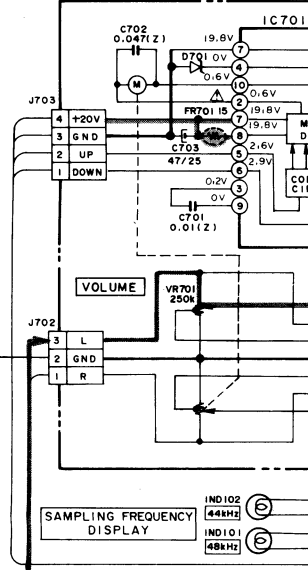 IC701
C702
0.047(Z)
19.8V
7
D701 0V
4
0.6V
M
10
2
0.6V
J703
FR701 15
7
19.8V
4 +20V
19.8V
3 GND
8
C703
47/25
5
2.6V
2 UP
6
2.9V
1 DOWN
0.2V
3
0V
9
C701
0.01(Z)
VOLUME
VR701
250k
J702
3 L
2 GND
1 R
IND102
44kHz
SAMPLING FREQUENCY
DISPLAY
IND101
48kHz